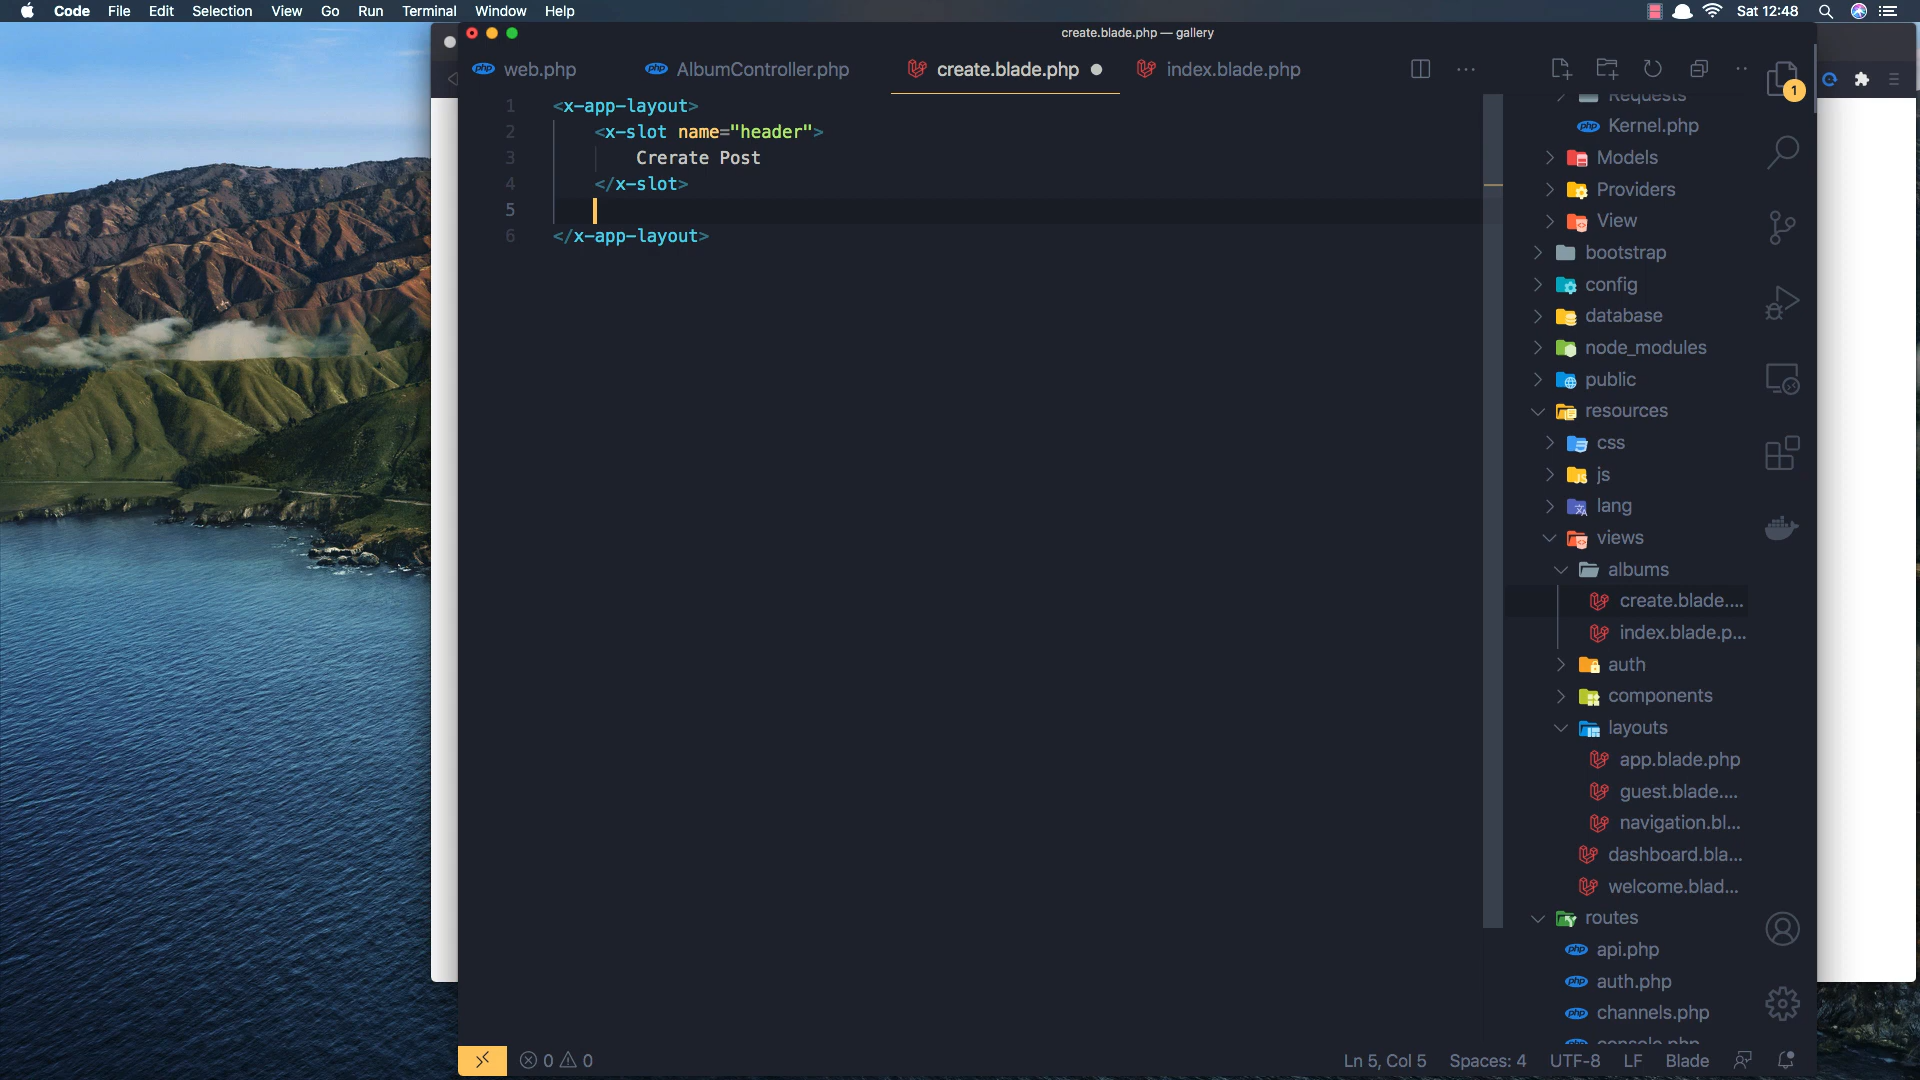 Code File Edit Selection View Go Run Terminal Window Help
Sat 12:48
create.blade.php — gallery
web.php
AlbumController.php
create.blade.php
index.blade.php
1 <x-app-layout>
2 <x-slot name="header">
3 Crerate Post
4 </x-slot>
5
6 </x-app-layout>
Requests
Kernel.php
Models
Providers
View
bootstrap
config
database
node_modules
public
resources
css
js
lang
views
albums
create.blade....
index.blade.p...
auth
components
layouts
app.blade.php
guest.blade....
navigation.bl...
dashboard.bla...
welcome.blad...
routes
api.php
auth.php
channels.php
console.php
1
0 0
Ln 5, Col 5 Spaces: 4 UTF-8 LF Blade